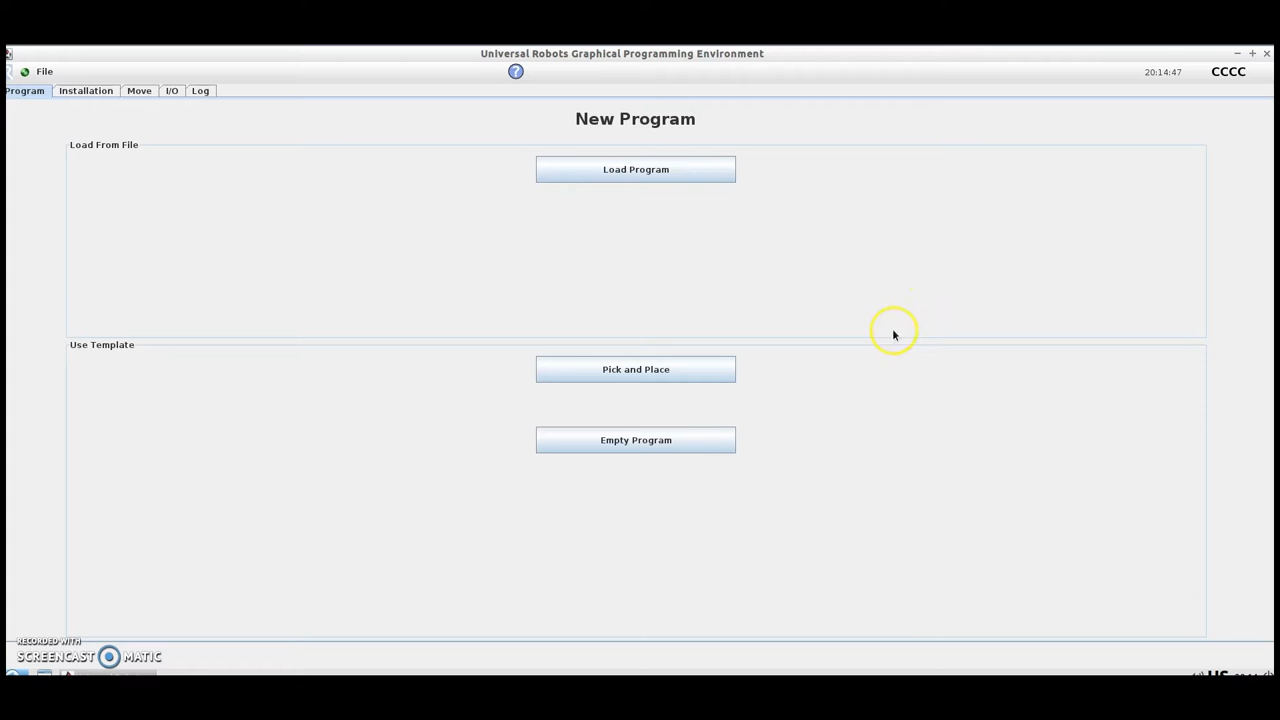 Universal Robots Graphical Programming Environment
File
20:14:47
CCCC
Program
Installation
Move
I/O
Log
New Program
Load From File
Load Program
Use Template
Pick and Place
Empty Program
RECORDED WITH
SCREENCAST MATIC
US